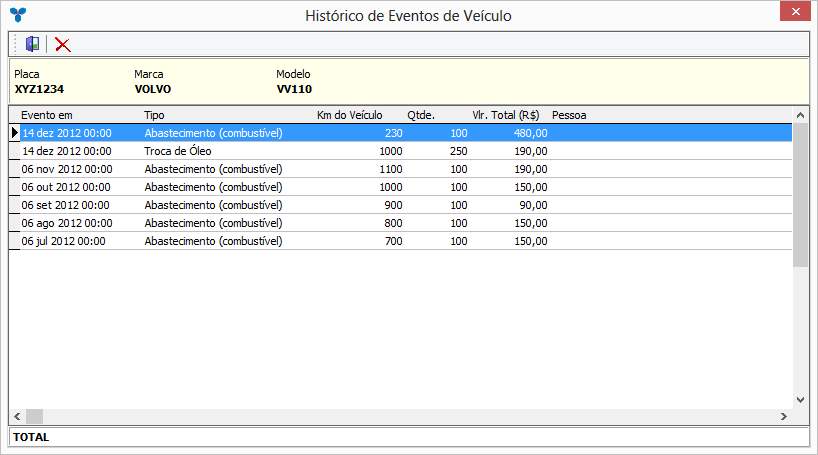 Histórico de Eventos de Veículo
Placa Marca Modelo
XYZ1234 VOLVO VV110
Evento em Tipo Km do Veículo Qtde. Vlr. Total (R$) Pessoa
14 dez 2012 00:00 Abastecimento (combustível) 230 100 480,00
14 dez 2012 00:00 Troca de Óleo 1000 250 190,00
06 nov 2012 00:00 Abastecimento (combustível) 1100 100 190,00
06 out 2012 00:00 Abastecimento (combustível) 1000 100 150,00
06 set 2012 00:00 Abastecimento (combustível) 900 100 90,00
06 ago 2012 00:00 Abastecimento (combustível) 800 100 150,00
06 jul 2012 00:00 Abastecimento (combustível) 700 100 150,00
TOTAL